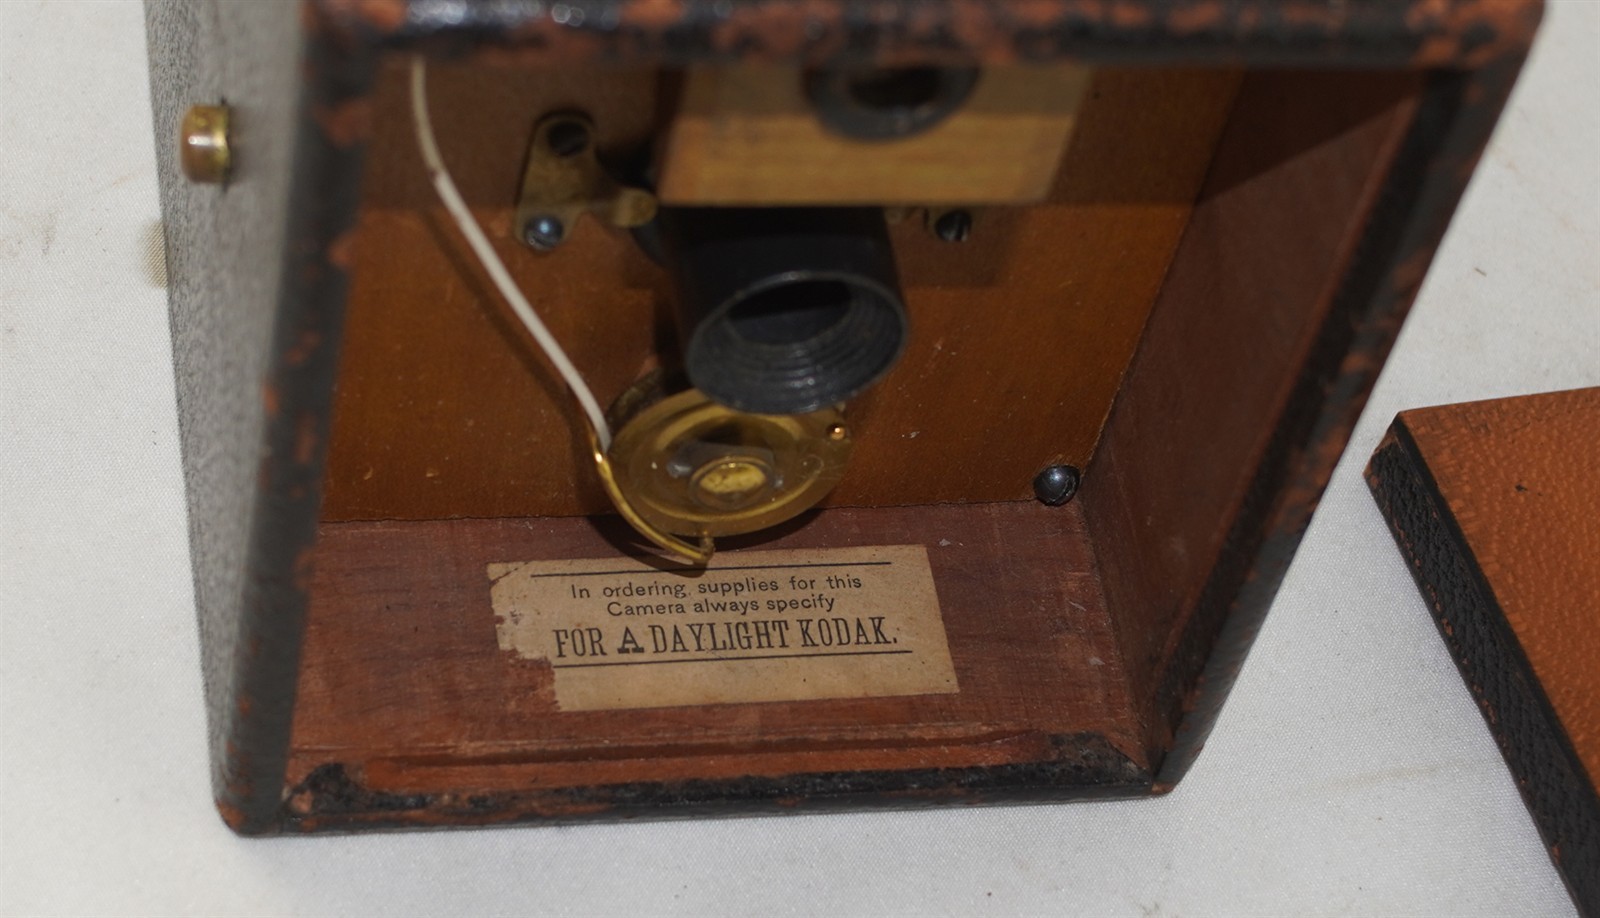 In ordering supplies for this
Camera always specify
FOR A DAYLIGHT KODAK.